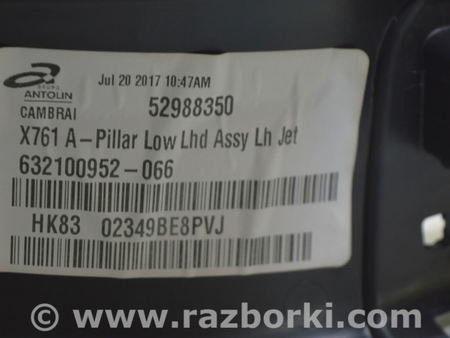 Jul 20 2017 10:47AM
GRUPO
ANTOLIN
CAMBRAI
52988350
X761 A-Pillar Low Lhd Assy Lh Jet
632100952-066
HK83 02349BE8PVJ
© www.razborki.com